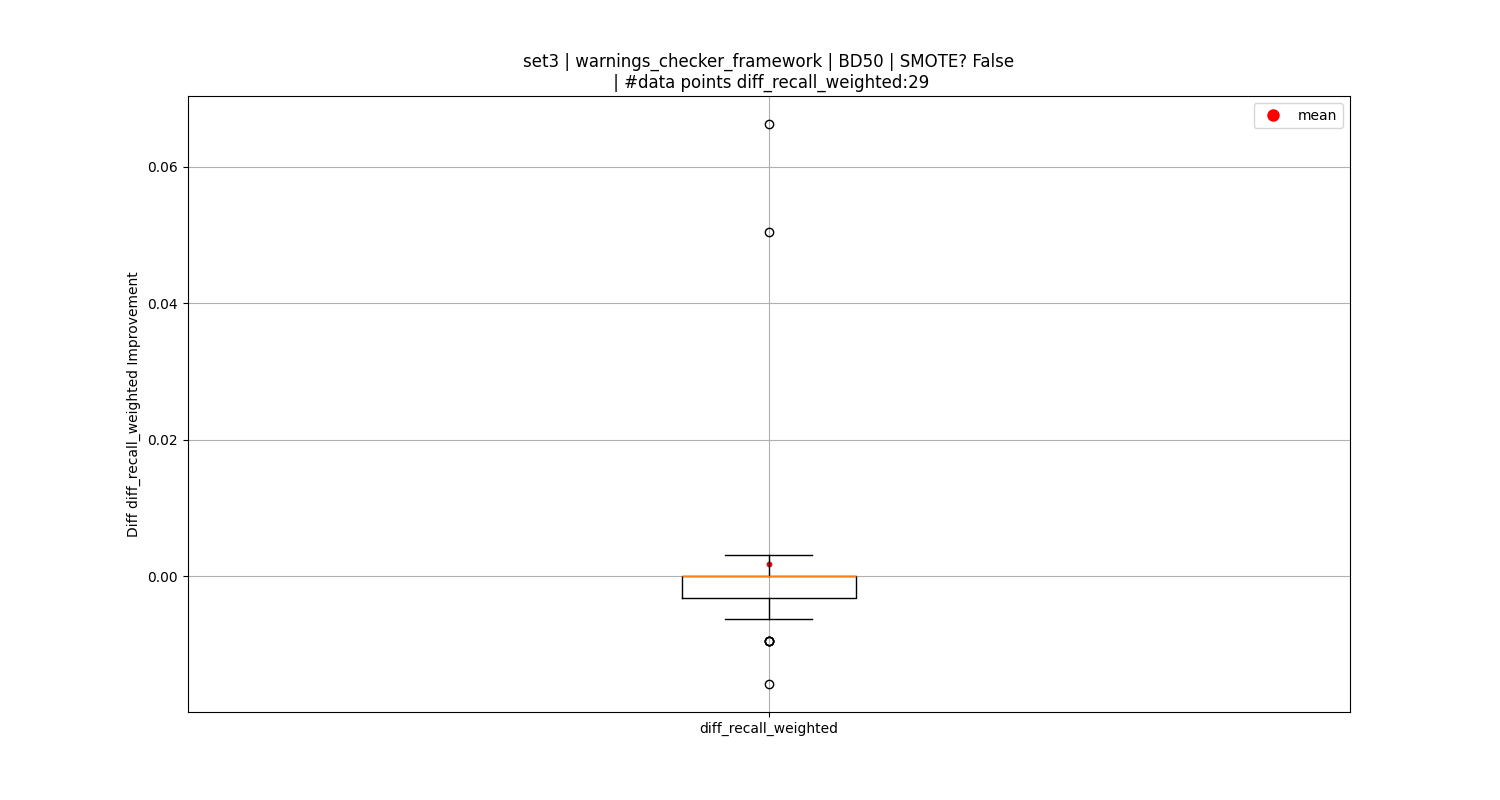 set3 | warnings_checker_framework | BD50 | SMOTE? False
| #data points diff_recall_weighted:29
mean
0.06
0.04
0.02
0.00
Diff diff_recall_weighted Improvement
diff_recall_weighted